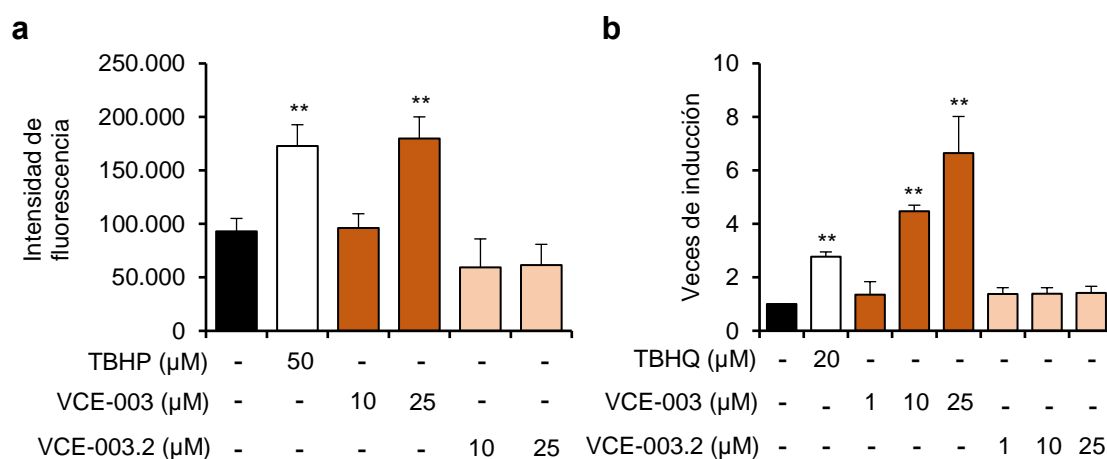 a
Intensidad de
fluorescencia
250.000
200.000
150.000
100.000
50.000
0
** **
TBHP (µM) - 50 - - - -
VCE-003 (µM) - - 10 25 - -
VCE-003.2 (µM) - - - - 10 25
b
Veces de inducción
10
8
6
4
2
0
** ** **
TBHQ (µM) - 20 - - - - - -
VCE-003 (µM) - - 1 10 25 - - -
VCE-003.2 (µM) - - - - - 1 10 25